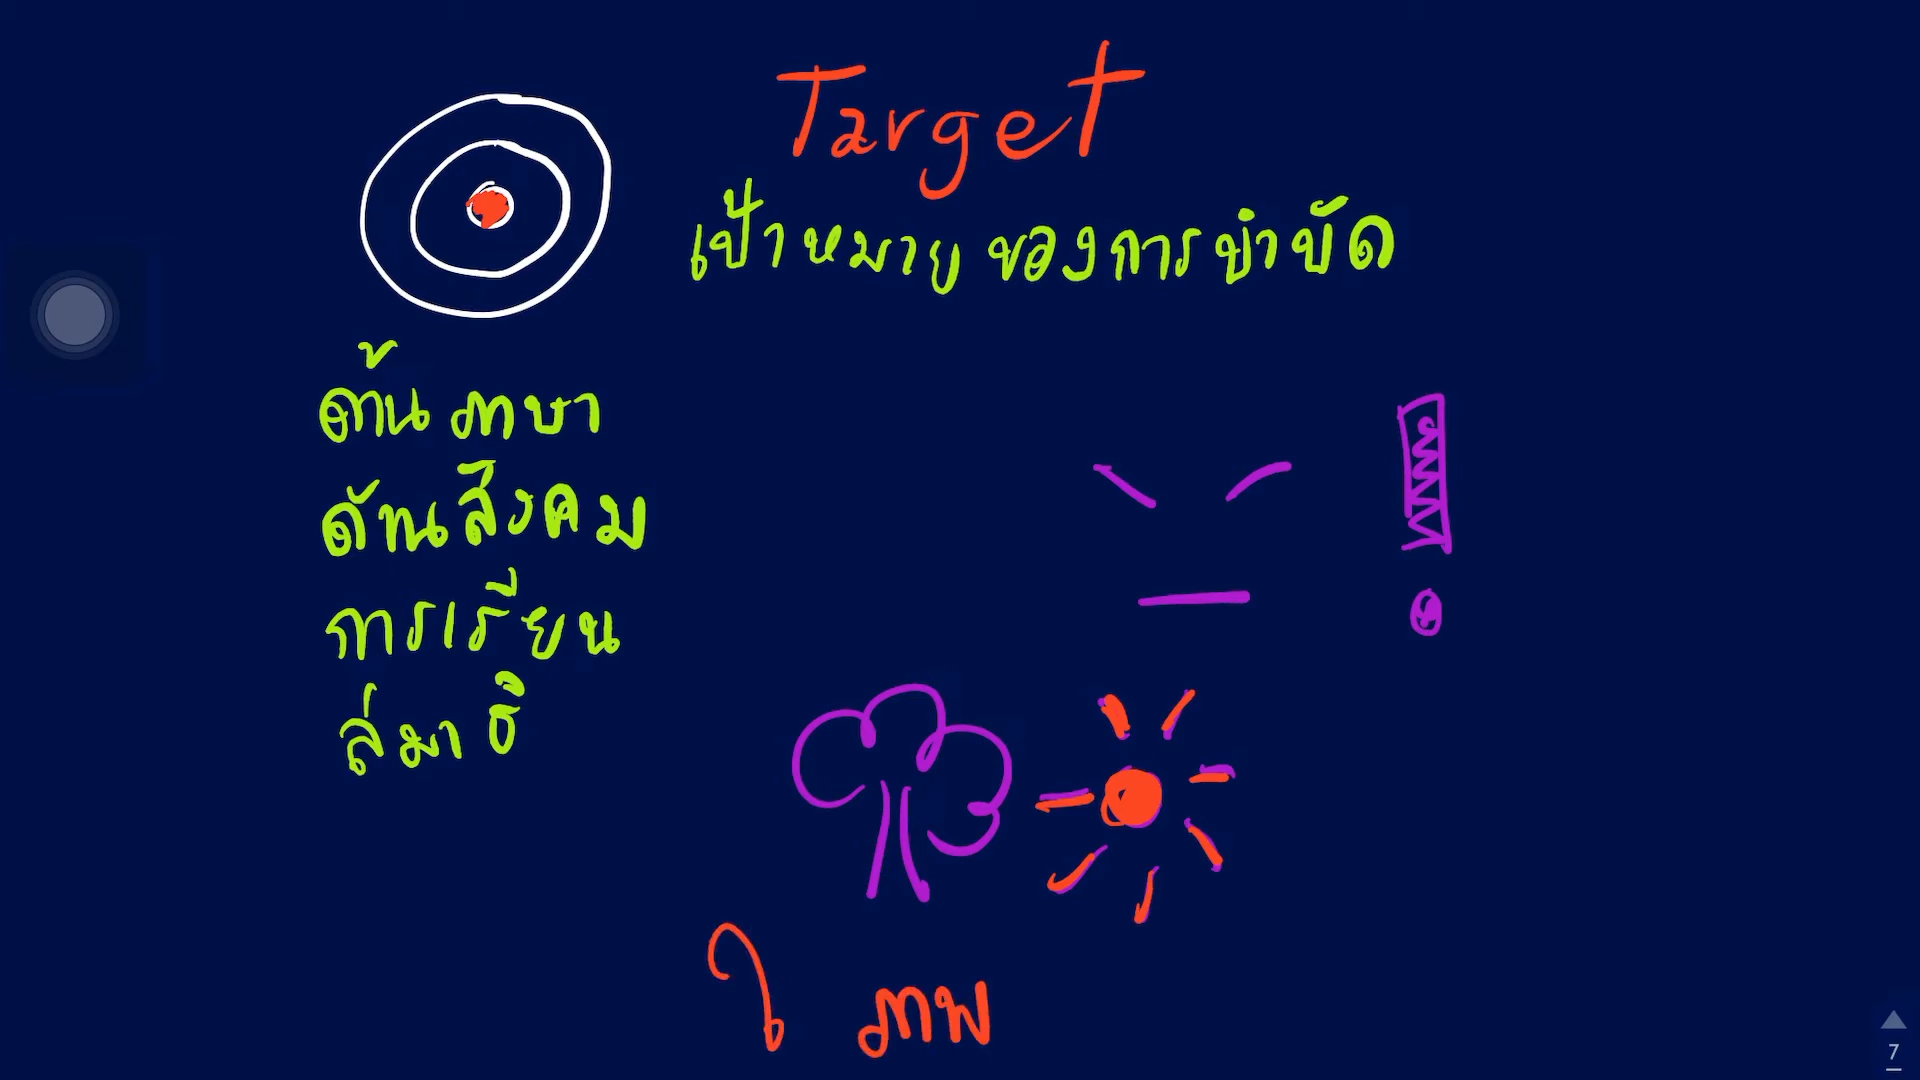 Target
เป้าหมายของการบำบัด
ด้านภาษา
ด้านสังคม
การเรียน
สมาธิ
ภาพ
7